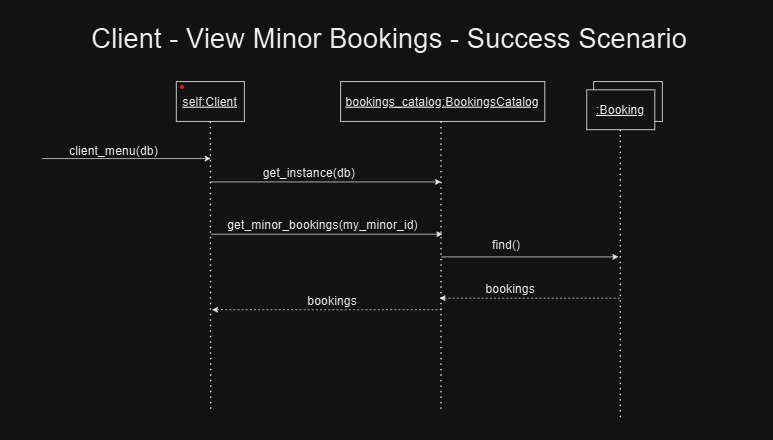 Client - View Minor Bookings - Success Scenario
self:Client
bookings_catalog:BookingsCatalog
:Booking
client_menu(db)
get_instance(db)
get_minor_bookings(my_minor_id)
find()
bookings
bookings